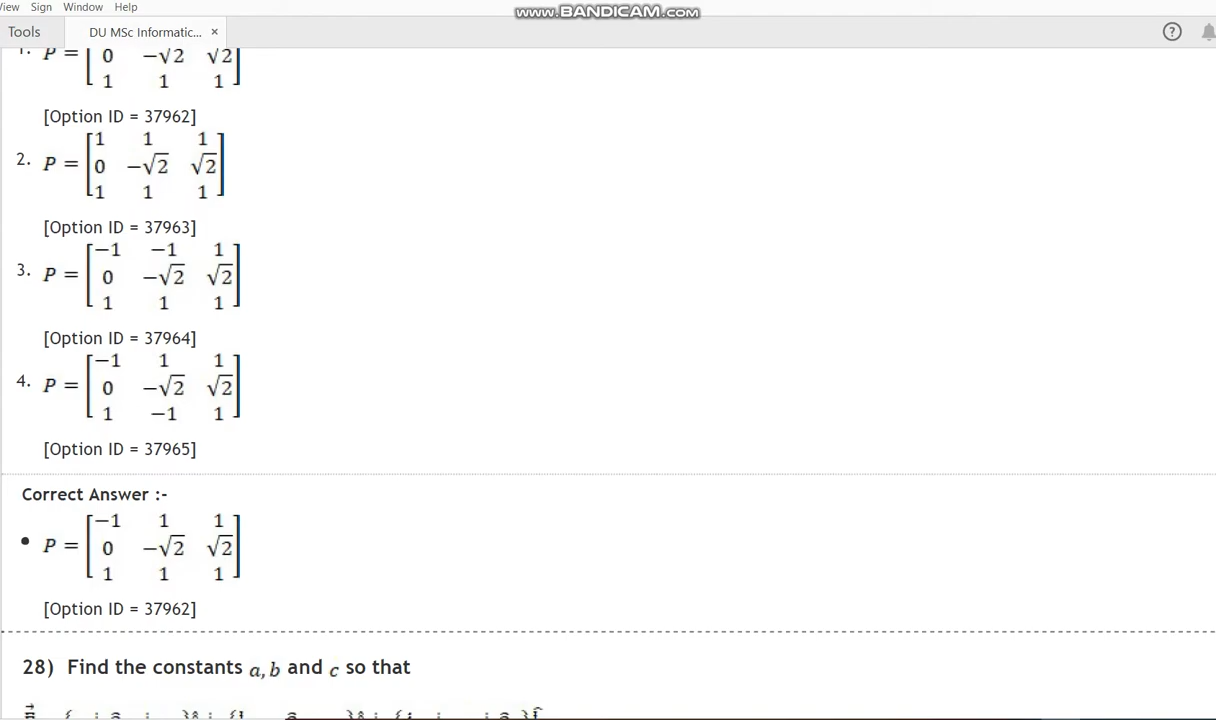 View Sign Window Help
www.BANDICAM.com
Tools DU MSc Informatic... × ?
1. P = [
0 −√2 √2
1 1 1 ]
[Option ID = 37962]
2. P = [ 1 1 1
0 −√2 √2
1 1 1 ]
[Option ID = 37963]
3. P = [ −1 −1 1
0 −√2 √2
1 1 1 ]
[Option ID = 37964]
4. P = [ −1 1 1
0 −√2 √2
1 −1 1 ]
[Option ID = 37965]
Correct Answer :-
• P = [ −1 1 1
0 −√2 √2
1 1 1 ]
[Option ID = 37962]
28) Find the constants a, b and c so that